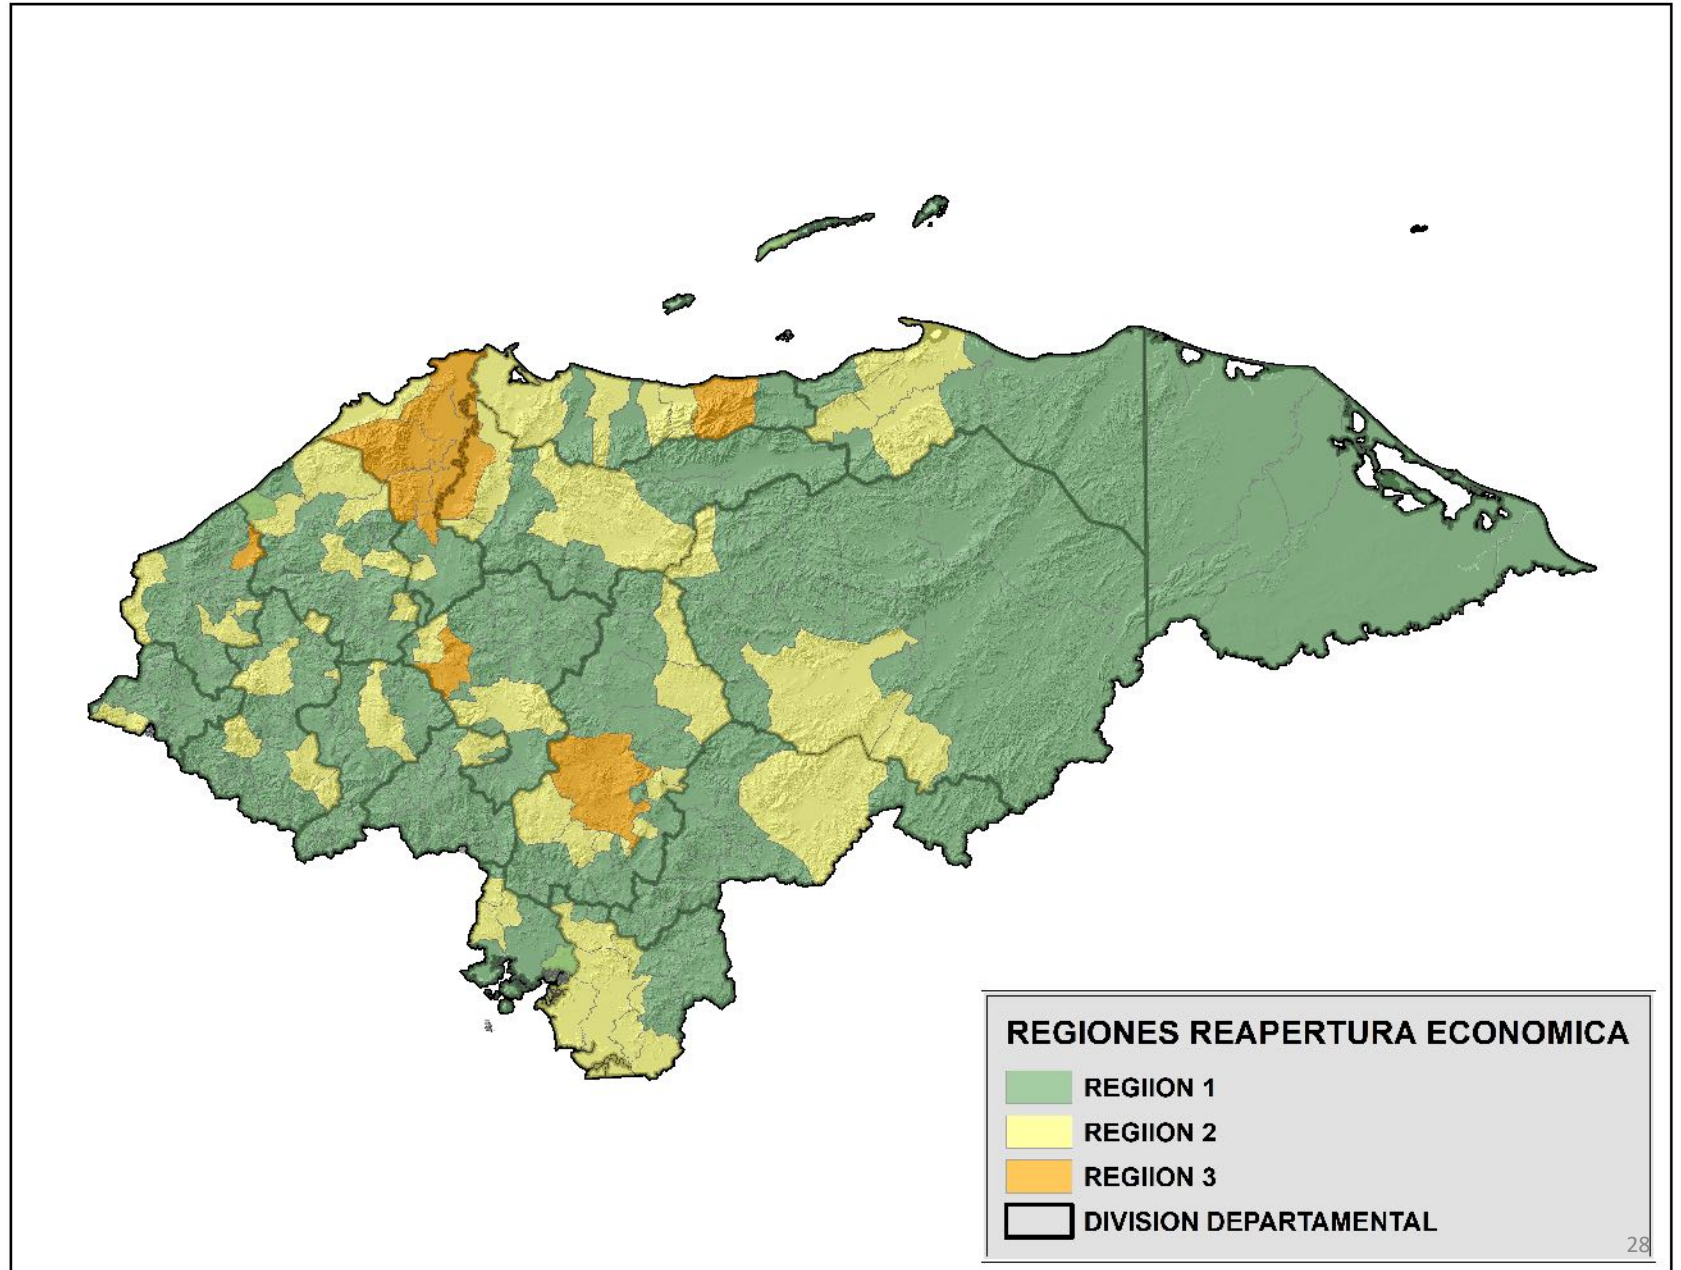 REGIONES REAPERTURA ECONOMICA
REGIION 1
REGIION 2
REGIION 3
DIVISION DEPARTAMENTAL
28